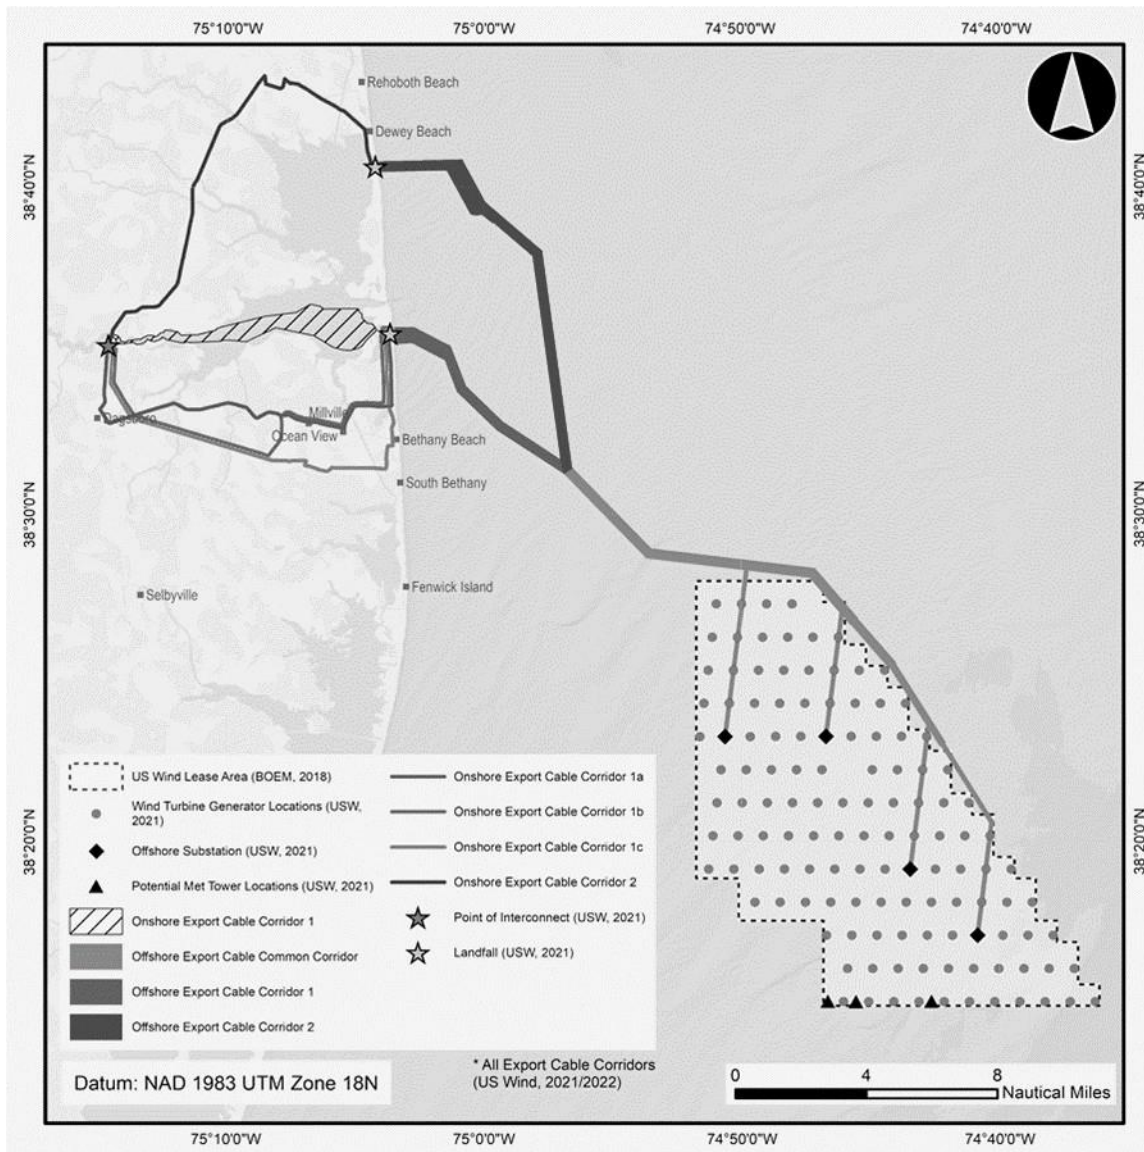 75°10'0"W 75°0'0"W 74°50'0"W 74°40'0"W
Rehoboth Beach
Dewey Beach
38°40'0"N
38°40'0"N
Dagsboro
Millville
Ocean View
Bethany Beach
South Bethany
38°30'0"N
38°30'0"N
Fenwick Island
Selbyville
US Wind Lease Area (BOEM, 2018)
Wind Turbine Generator Locations (USW,
2021)
Offshore Substation (USW, 2021)
Potential Met Tower Locations (USW, 2021)
Onshore Export Cable Corridor 1
Offshore Export Cable Common Corridor
Offshore Export Cable Corridor 1
Offshore Export Cable Corridor 2
Onshore Export Cable Corridor 1a
Onshore Export Cable Corridor 1b
Onshore Export Cable Corridor 1c
Onshore Export Cable Corridor 2
Point of Interconnect (USW, 2021)
Landfall (USW, 2021)
38°20'0"N
38°20'0"N
Datum: NAD 1983 UTM Zone 18N
* All Export Cable Corridors
(US Wind, 2021/2022)
0 4 8
Nautical Miles
75°10'0"W 75°0'0"W 74°50'0"W 74°40'0"W